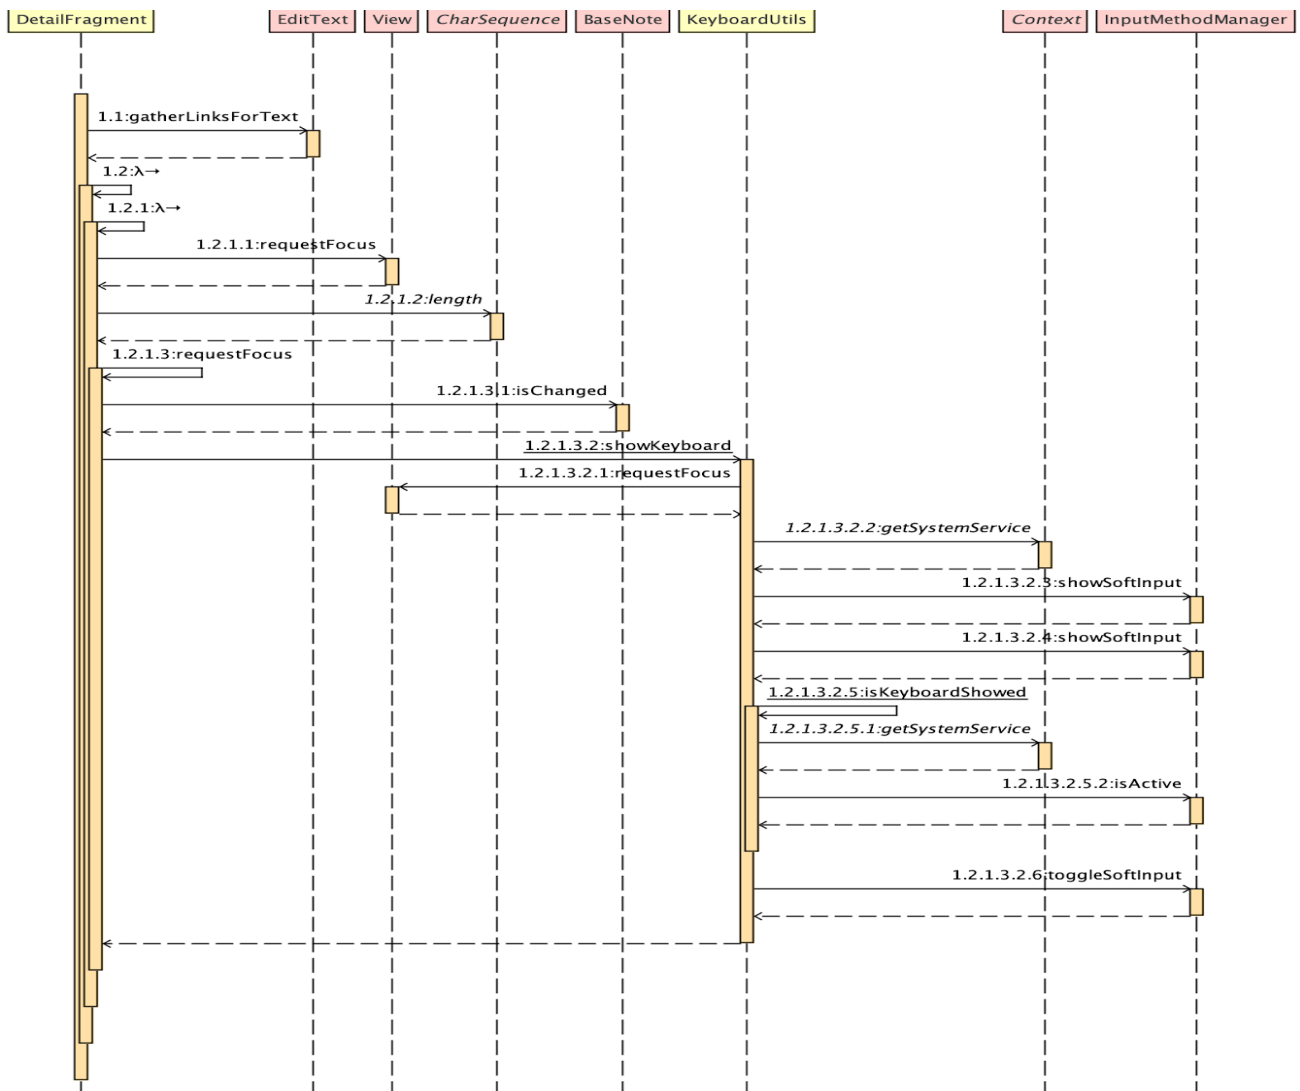 DetailFragment EditText View CharSequence BaseNote KeyboardUtils Context InputMethodManager
1.1:gatherLinksForText
1.2:λ→
1.2.1:λ→
1.2.1.1:requestFocus
1.2.1.2:length
1.2.1.3:requestFocus
1.2.1.3.1:isChanged
1.2.1.3.2:showKeyboard
1.2.1.3.2.1:requestFocus
1.2.1.3.2.2:getSystemService
1.2.1.3.2.3:showSoftInput
1.2.1.3.2.4:showSoftInput
1.2.1.3.2.5:isKeyboardShowed
1.2.1.3.2.5.1:getSystemService
1.2.1.3.2.5.2:isActive
1.2.1.3.2.6:toggleSoftInput